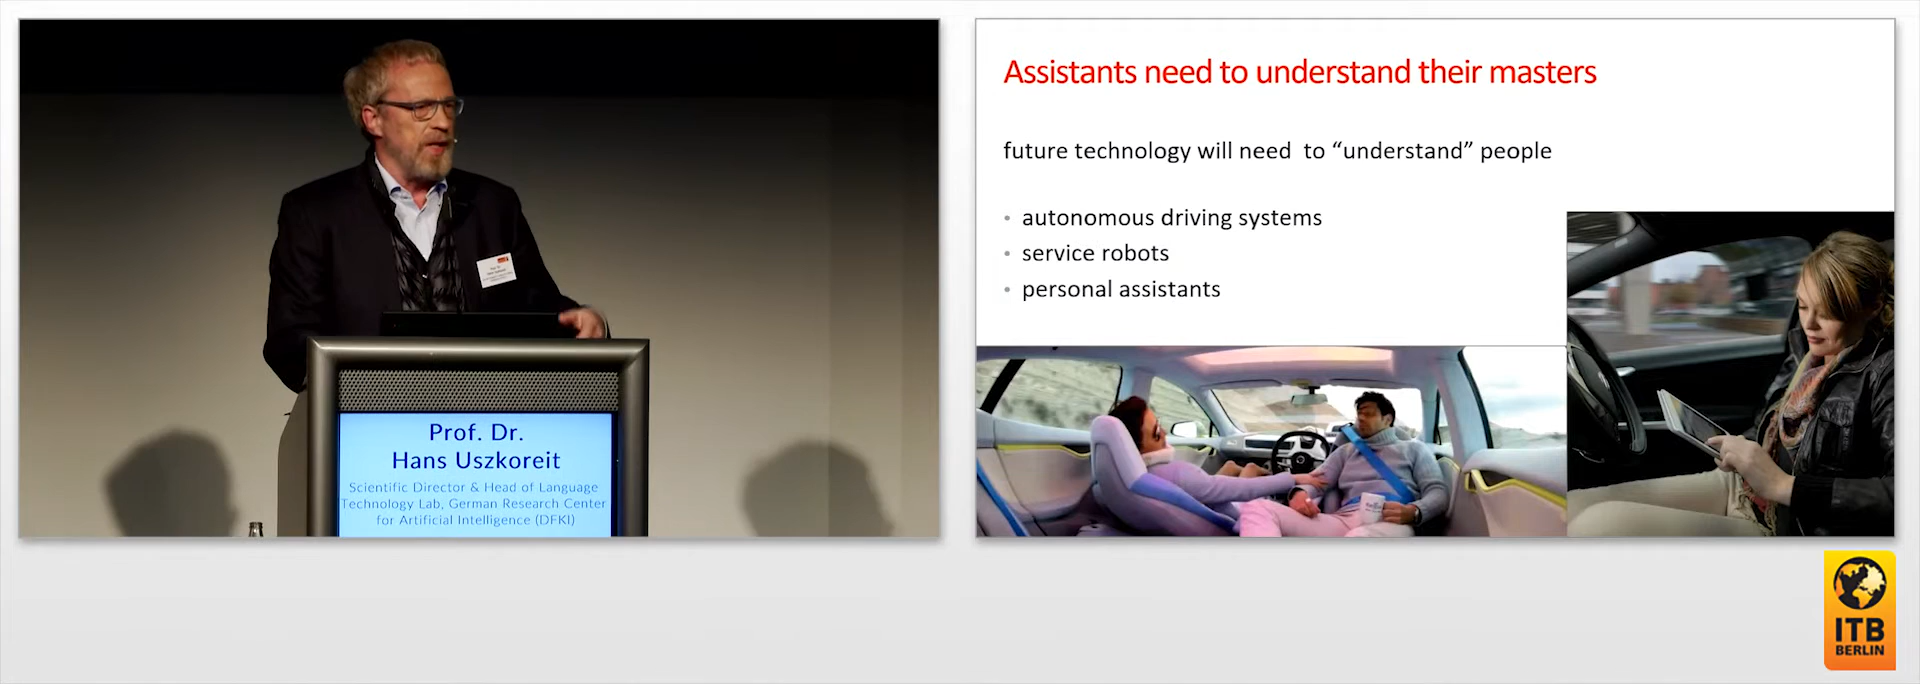 Prof. Dr.
Hans Uszkoreit
Scientific Director & Head of Language
Technology Lab, German Research Center
for Artificial Intelligence (DFKI)
Assistants need to understand their masters
future technology will need to “understand” people
• autonomous driving systems
• service robots
• personal assistants
ITB
BERLIN